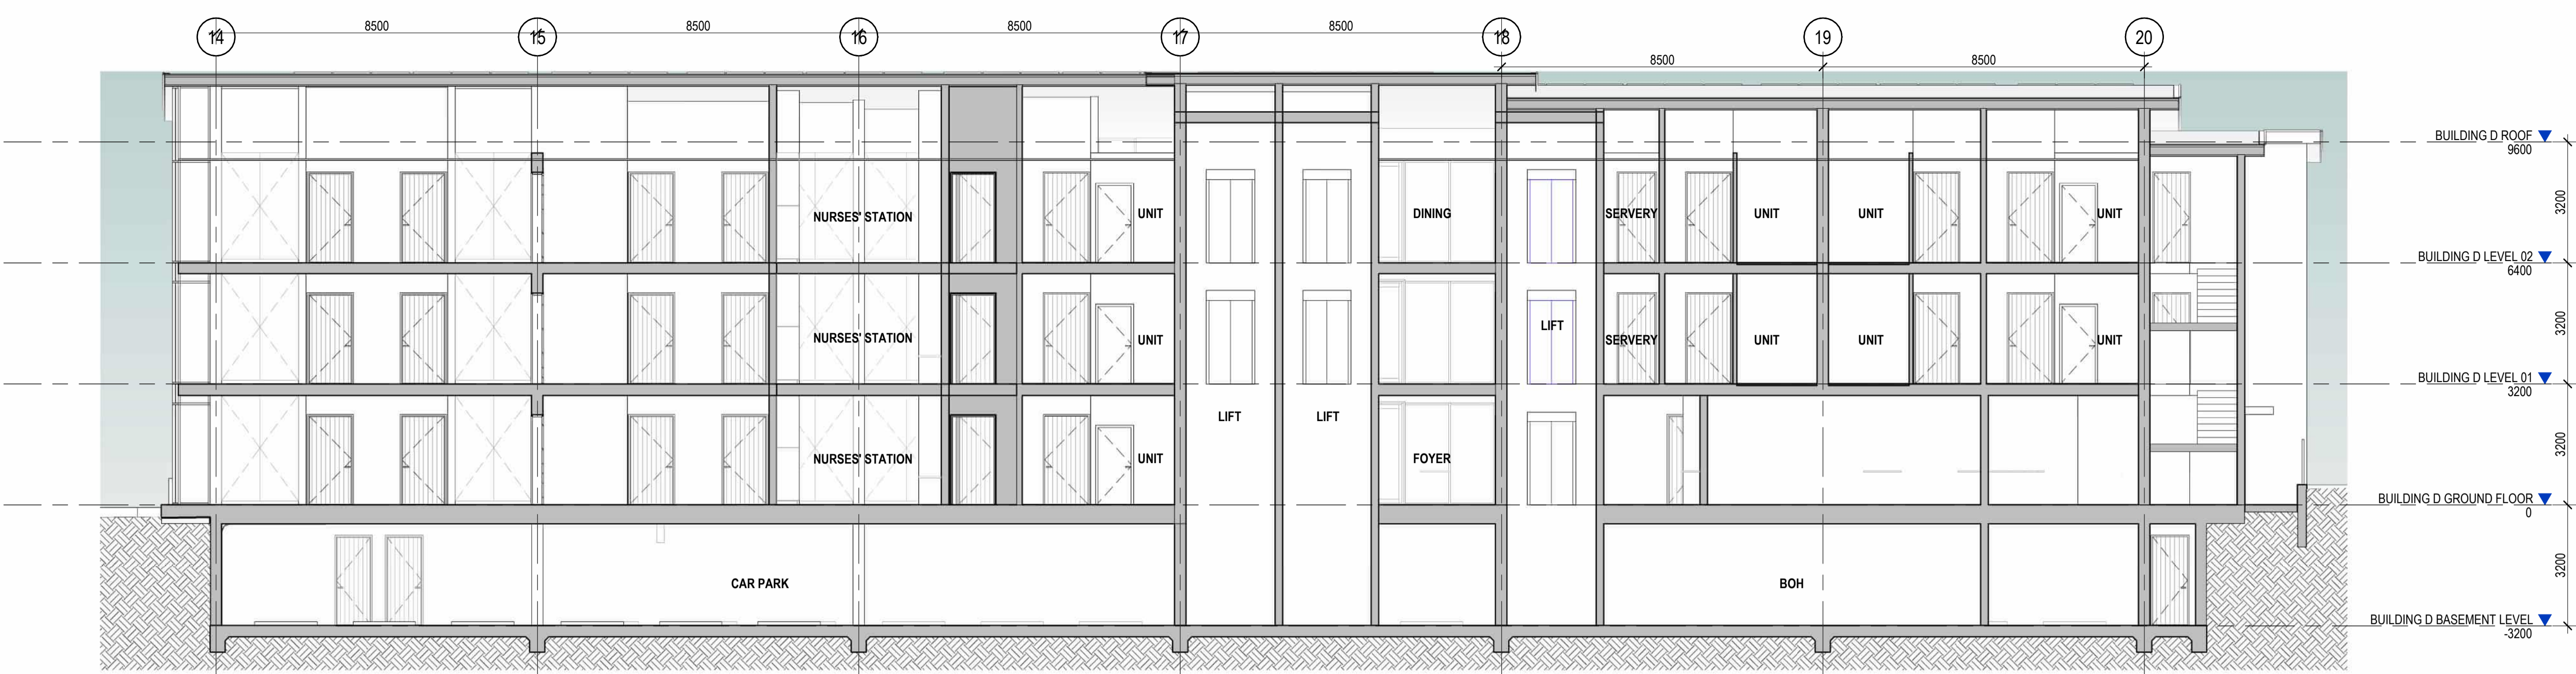 8500 8500 8500 8500
14 15 16 17 18 19 20
8500 8500
BUILDING D ROOF
9600
3200
NURSES' STATION UNIT DINING SERVERY UNIT UNIT UNIT
BUILDING D LEVEL 02
6400
3200
LIFT
NURSES' STATION UNIT SERVERY UNIT UNIT UNIT
BUILDING D LEVEL 01
3200
LIFT LIFT
3200
NURSES' STATION UNIT FOYER
BUILDING D GROUND FLOOR
0
3200
CAR PARK BOH
BUILDING D BASEMENT LEVEL
-3200